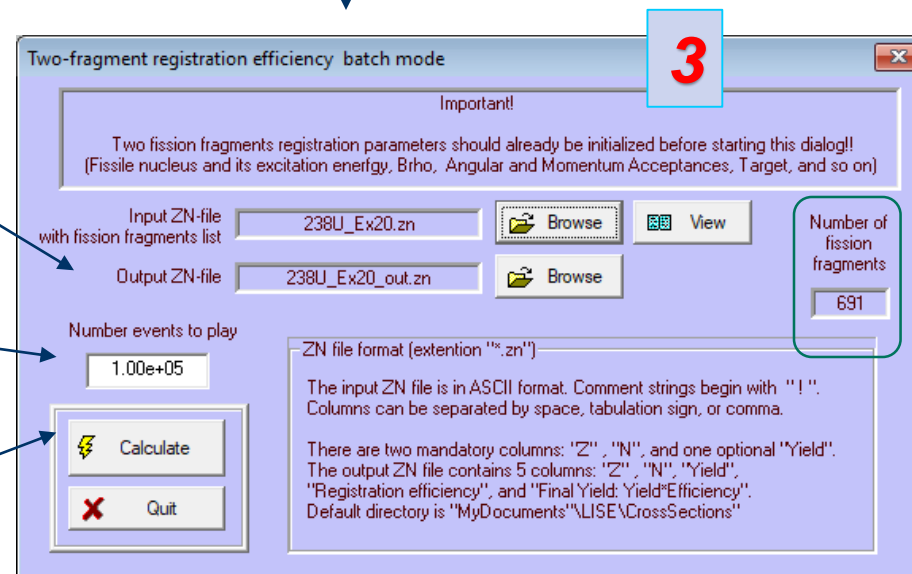 3
Two-fragment registration efficiency batch mode
Important!
Two fission fragments registration parameters should already be initialized before starting this dialog!!
(Fissile nucleus and its excitation enerfgy, Brho, Angular and Momentum Acceptances, Target, and so on)
Input ZN-file
with fission fragments list
238U_Ex20.zn
Browse
View
Output ZN-file
238U_Ex20_out.zn
Browse
Number of
fission
fragments
691
Number events to play
1.00e+05
Calculate
Quit
ZN file format (extention "*.zn")
The input ZN file is in ASCII format. Comment strings begin with " ! ".
Columns can be separated by space, tabulation sign, or comma.
There are two mandatory columns: "Z" , "N", and one optional "Yield".
The output ZN file contains 5 columns: "Z" , "N", "Yield",
"Registration efficiency", and "Final Yield: Yield*Efficiency".
Default directory is "MyDocuments"\LISE\CrossSections"